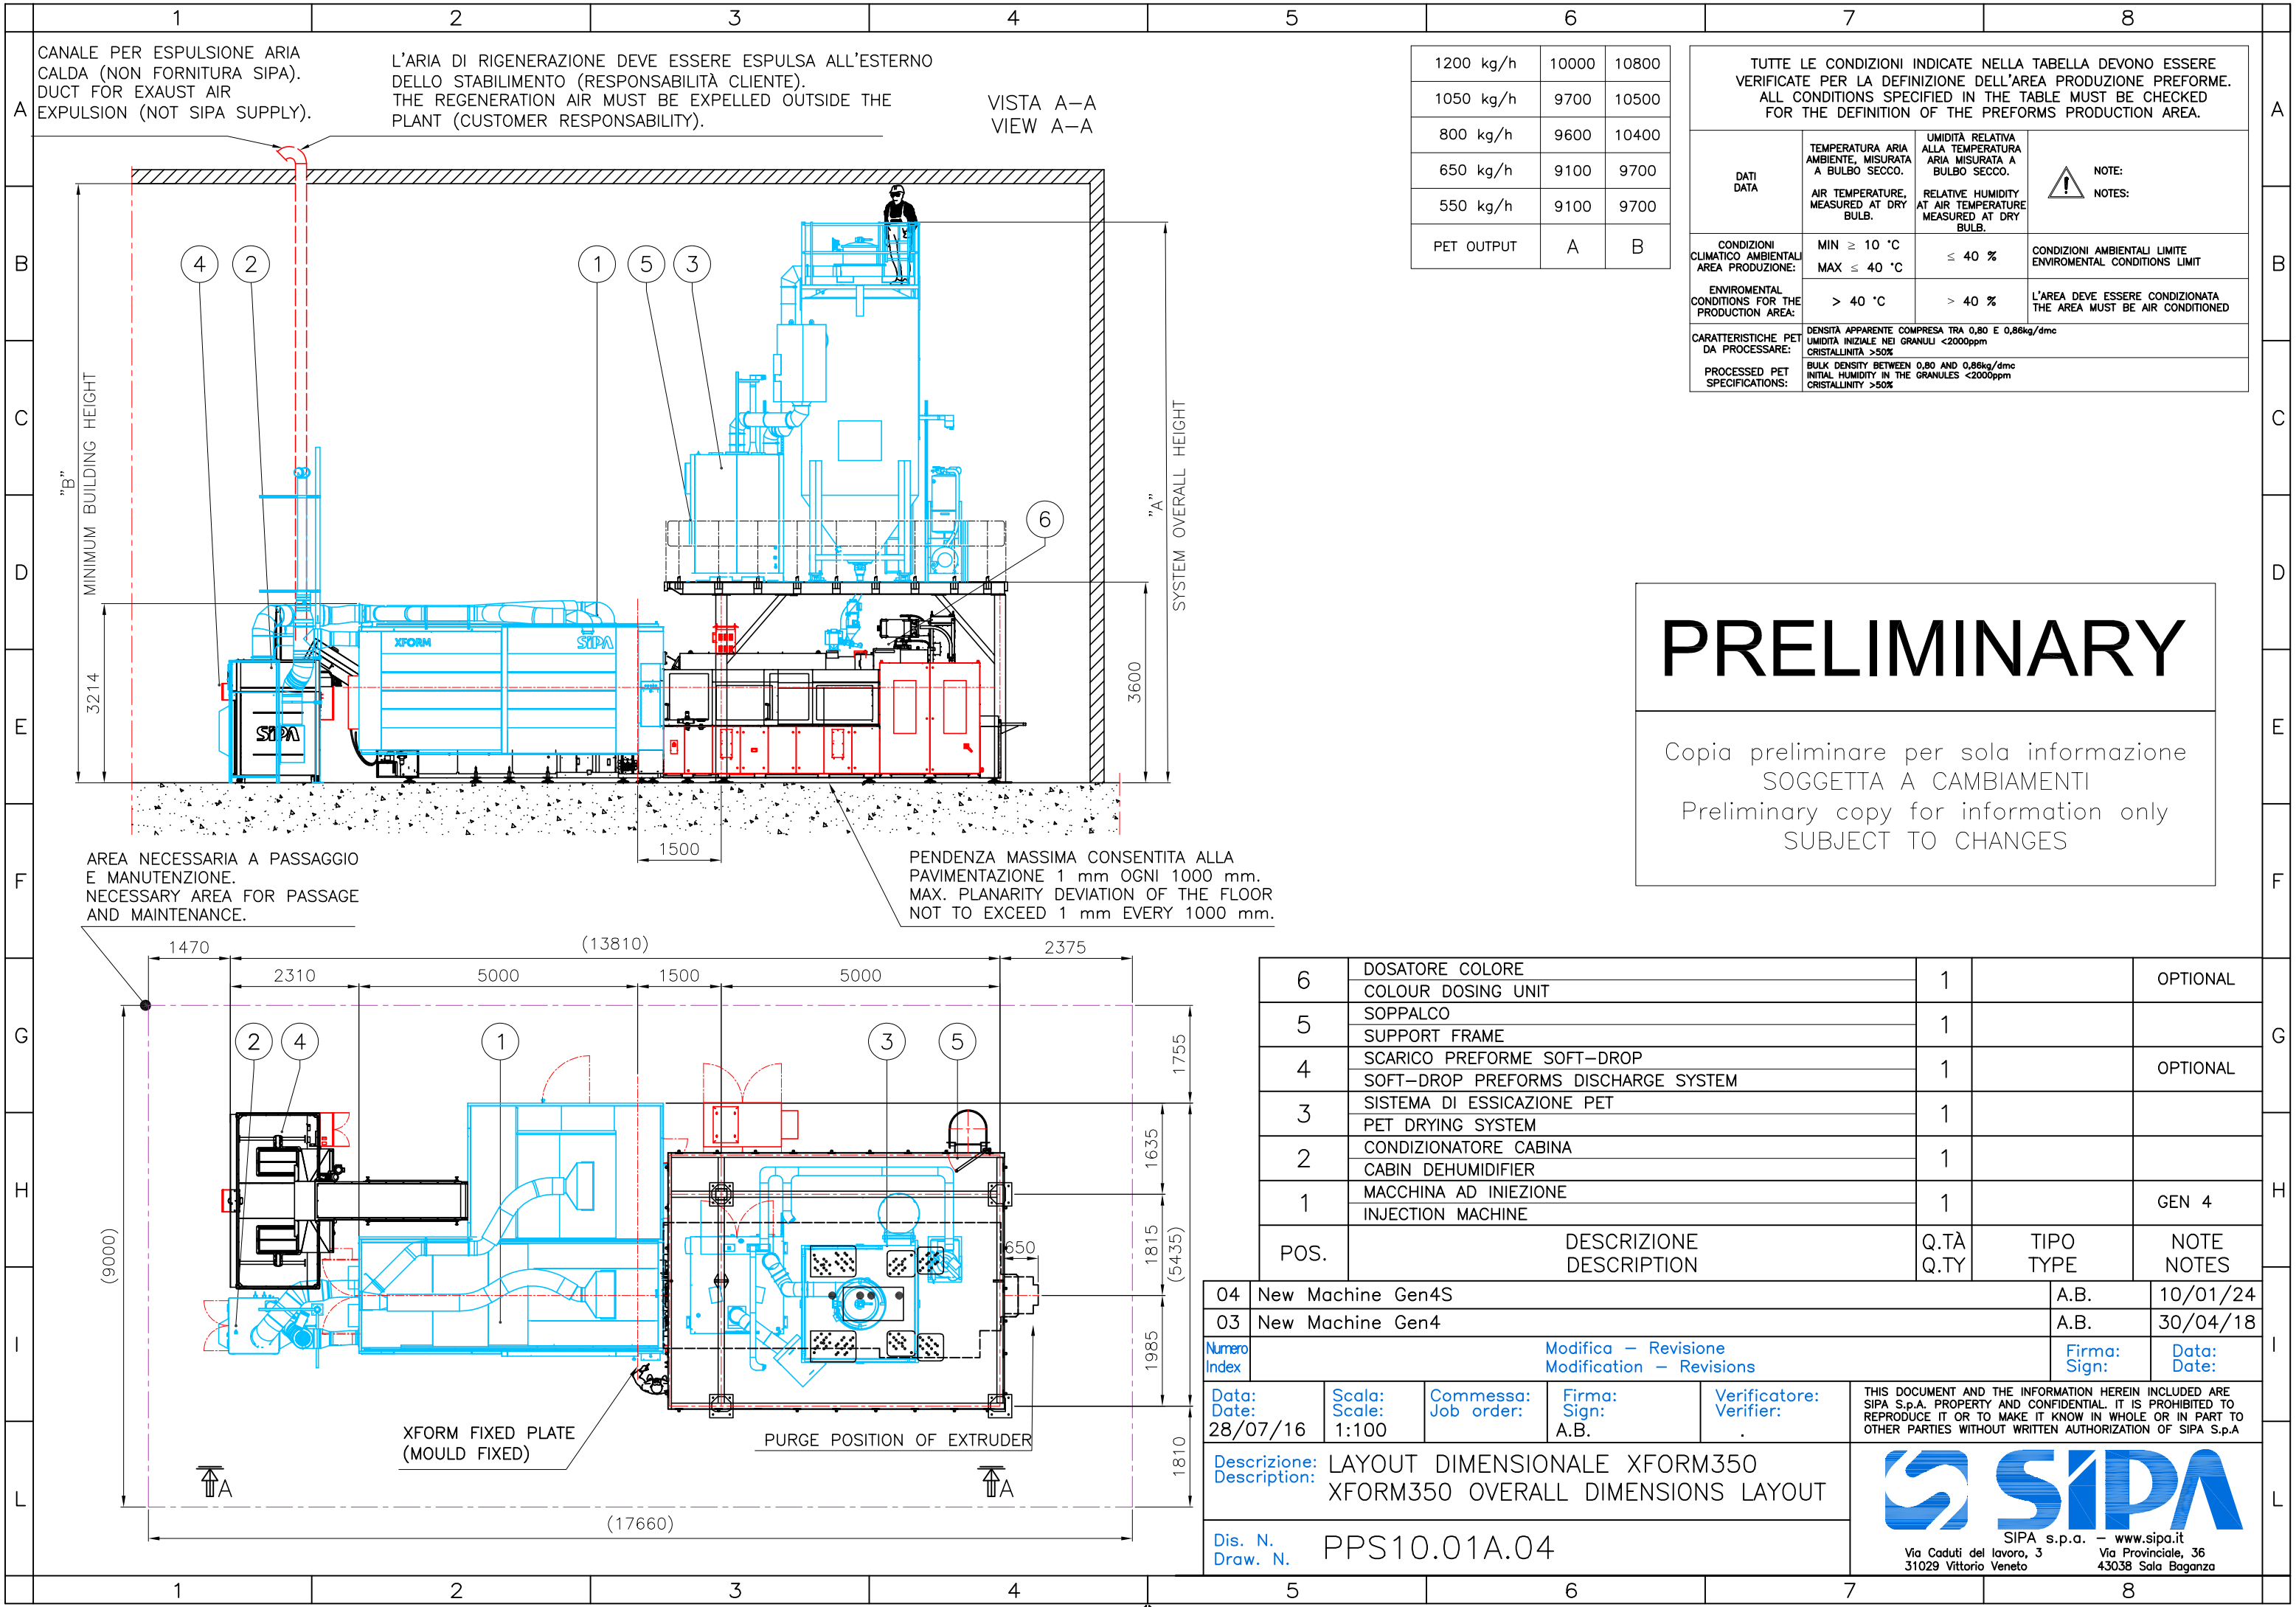 1 2 3 4 5 6 7 8
A
B
C
D
E
F
G
H
I
L
CANALE PER ESPULSIONE ARIA
CALDA (NON FORNITURA SIPA).
DUCT FOR EXAUST AIR
EXPULSION (NOT SIPA SUPPLY).
L'ARIA DI RIGENERAZIONE DEVE ESSERE ESPULSA ALL'ESTERNO
DELLO STABILIMENTO (RESPONSABILITÀ CLIENTE).
THE REGENERATION AIR MUST BE EXPELLED OUTSIDE THE
PLANT (CUSTOMER RESPONSABILITY).
VISTA A-A
VIEW A-A
4 2 1 5 3
6
"B"
MINIMUM BUILDING HEIGHT
"A"
SYSTEM OVERALL HEIGHT
3214
3600
XFORM
SIPA
SIPA
1500
AREA NECESSARIA A PASSAGGIO
E MANUTENZIONE.
NECESSARY AREA FOR PASSAGE
AND MAINTENANCE.
PENDENZA MASSIMA CONSENTITA ALLA
PAVIMENTAZIONE 1 mm OGNI 1000 mm.
MAX. PLANARITY DEVIATION OF THE FLOOR
NOT TO EXCEED 1 mm EVERY 1000 mm.
1470 (13810) 2375
2310 5000 1500 5000
2 4 1 3 5
1755
1635
1815
(5435)
650
1985
1810
(9000)
XFORM FIXED PLATE
(MOULD FIXED)
PURGE POSITION OF EXTRUDER
A A
(17660)
1200 kg/h 10000 10800
1050 kg/h 9700 10500
800 kg/h 9600 10400
650 kg/h 9100 9700
550 kg/h 9100 9700
PET OUTPUT A B
TUTTE LE CONDIZIONI INDICATE NELLA TABELLA DEVONO ESSERE
VERIFICATE PER LA DEFINIZIONE DELL'AREA PRODUZIONE PREFORME.
ALL CONDITIONS SPECIFIED IN THE TABLE MUST BE CHECKED
FOR THE DEFINITION OF THE PREFORMS PRODUCTION AREA.
DATI
DATA
TEMPERATURA ARIA
AMBIENTE, MISURATA
A BULBO SECCO.
AIR TEMPERATURE,
MEASURED AT DRY
BULB.
UMIDITÀ RELATIVA
ALLA TEMPERATURA
ARIA MISURATA A
BULBO SECCO.
RELATIVE HUMIDITY
AT AIR TEMPERATURE
MEASURED AT DRY
BULB.
!
NOTE:
NOTES:
CONDIZIONI
CLIMATICO AMBIENTALI
AREA PRODUZIONE:
MIN ≥ 10 °C
MAX ≤ 40 °C
≤ 40 %
CONDIZIONI AMBIENTALI LIMITE
ENVIROMENTAL CONDITIONS LIMIT
ENVIROMENTAL
CONDITIONS FOR THE
PRODUCTION AREA:
> 40 °C
> 40 %
L'AREA DEVE ESSERE CONDIZIONATA
THE AREA MUST BE AIR CONDITIONED
CARATTERISTICHE PET
DA PROCESSARE:
DENSITÀ APPARENTE COMPRESA TRA 0,80 E 0,86kg/dmc
UMIDITÀ INIZIALE NEI GRANULI <2000ppm
CRISTALLINITÀ >50%
PROCESSED PET
SPECIFICATIONS:
BULK DENSITY BETWEEN 0,80 AND 0,86kg/dmc
INITIAL HUMIDITY IN THE GRANULES <2000ppm
CRISTALLINITY >50%
PRELIMINARY
Copia preliminare per sola informazione
SOGGETTA A CAMBIAMENTI
Preliminary copy for information only
SUBJECT TO CHANGES
6 DOSATORE COLORE 1 OPTIONAL
COLOUR DOSING UNIT
5 SOPPALCO 1
SUPPORT FRAME
4 SCARICO PREFORME SOFT-DROP 1 OPTIONAL
SOFT-DROP PREFORMS DISCHARGE SYSTEM
3 SISTEMA DI ESSICAZIONE PET 1
PET DRYING SYSTEM
2 CONDIZIONATORE CABINA 1
CABIN DEHUMIDIFIER
1 MACCHINA AD INIEZIONE 1 GEN 4
INJECTION MACHINE
POS. DESCRIZIONE Q.TÀ TIPO NOTE
DESCRIPTION Q.TY TYPE NOTES
04 New Machine Gen4S A.B. 10/01/24
03 New Machine Gen4 A.B. 30/04/18
Numero Modifica - Revisione Firma: Data:
Index Modification - Revisions Sign: Date:
Data: Scala: Commessa: Firma: Verificatore:
Date: Scale: Job order: Sign: Verifier:
28/07/16 1:100 A.B. .
THIS DOCUMENT AND THE INFORMATION HEREIN INCLUDED ARE
SIPA S.p.A. PROPERTY AND CONFIDENTIAL. IT IS PROHIBITED TO
REPRODUCE IT OR TO MAKE IT KNOW IN WHOLE OR IN PART TO
OTHER PARTIES WITHOUT WRITTEN AUTHORIZATION OF SIPA S.p.A
Descrizione: LAYOUT DIMENSIONALE XFORM350
Description: XFORM350 OVERALL DIMENSIONS LAYOUT
Dis. N.
Draw. N. PPS10.01A.04
SIPA
SIPA s.p.a. - www.sipa.it
Via Caduti del lavoro, 3 Via Provinciale, 36
31029 Vittorio Veneto 43038 Sala Baganza
A
B
C
D
E
F
G
H
I
L
1 2 3 4 5 6 7 8